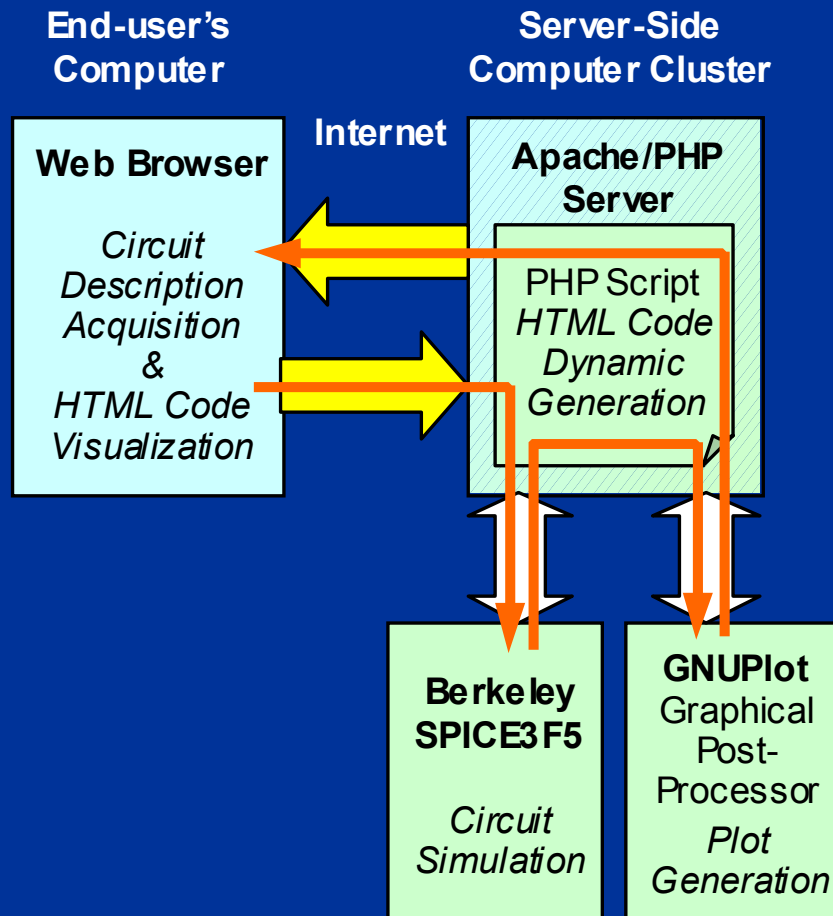 End-user's
Computer
Server-Side
Computer Cluster
Internet
Web Browser
Circuit
Description
Acquisition
&
HTML Code
Visualization
Apache/PHP
Server
PHP Script
HTML Code
Dynamic
Generation
Berkeley
SPICE3F5
Circuit
Simulation
GNUPlot
Graphical
Post-
Processor
Plot
Generation